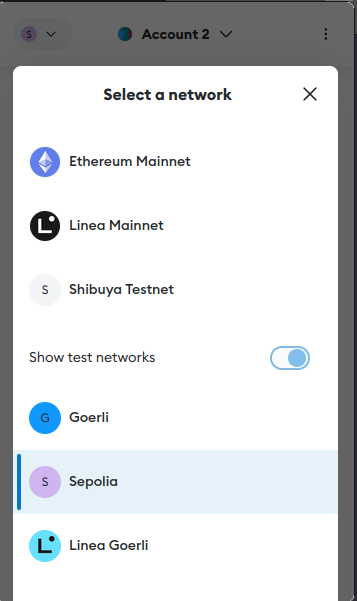 S
Account 2
Select a network
Ethereum Mainnet
L Linea Mainnet
S Shibuya Testnet
Show test networks
G Goerli
S Sepolia
L Linea Goerli